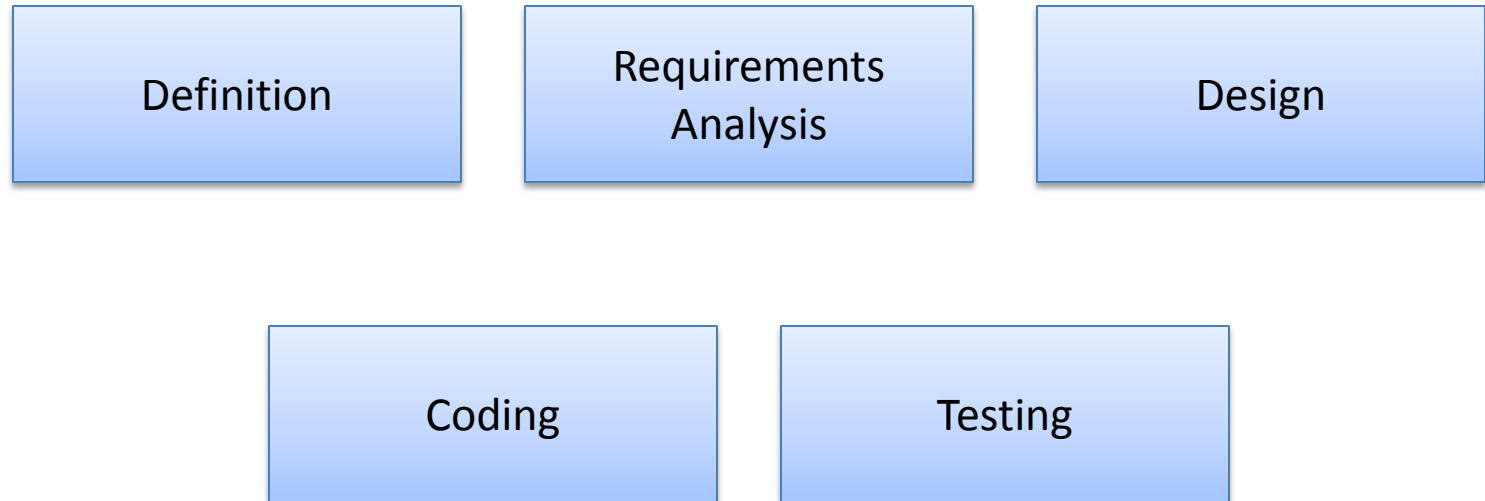 Definition
Requirements
Analysis
Design
Coding
Testing